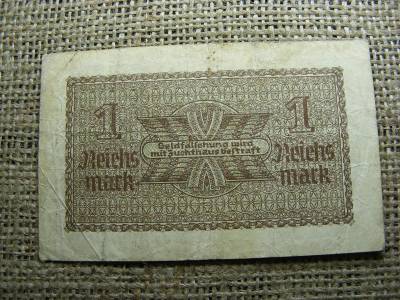 1
1
Geldfälschung wird
mit Zuchthaus bestraft
Reichs
mark
Reichs
mark